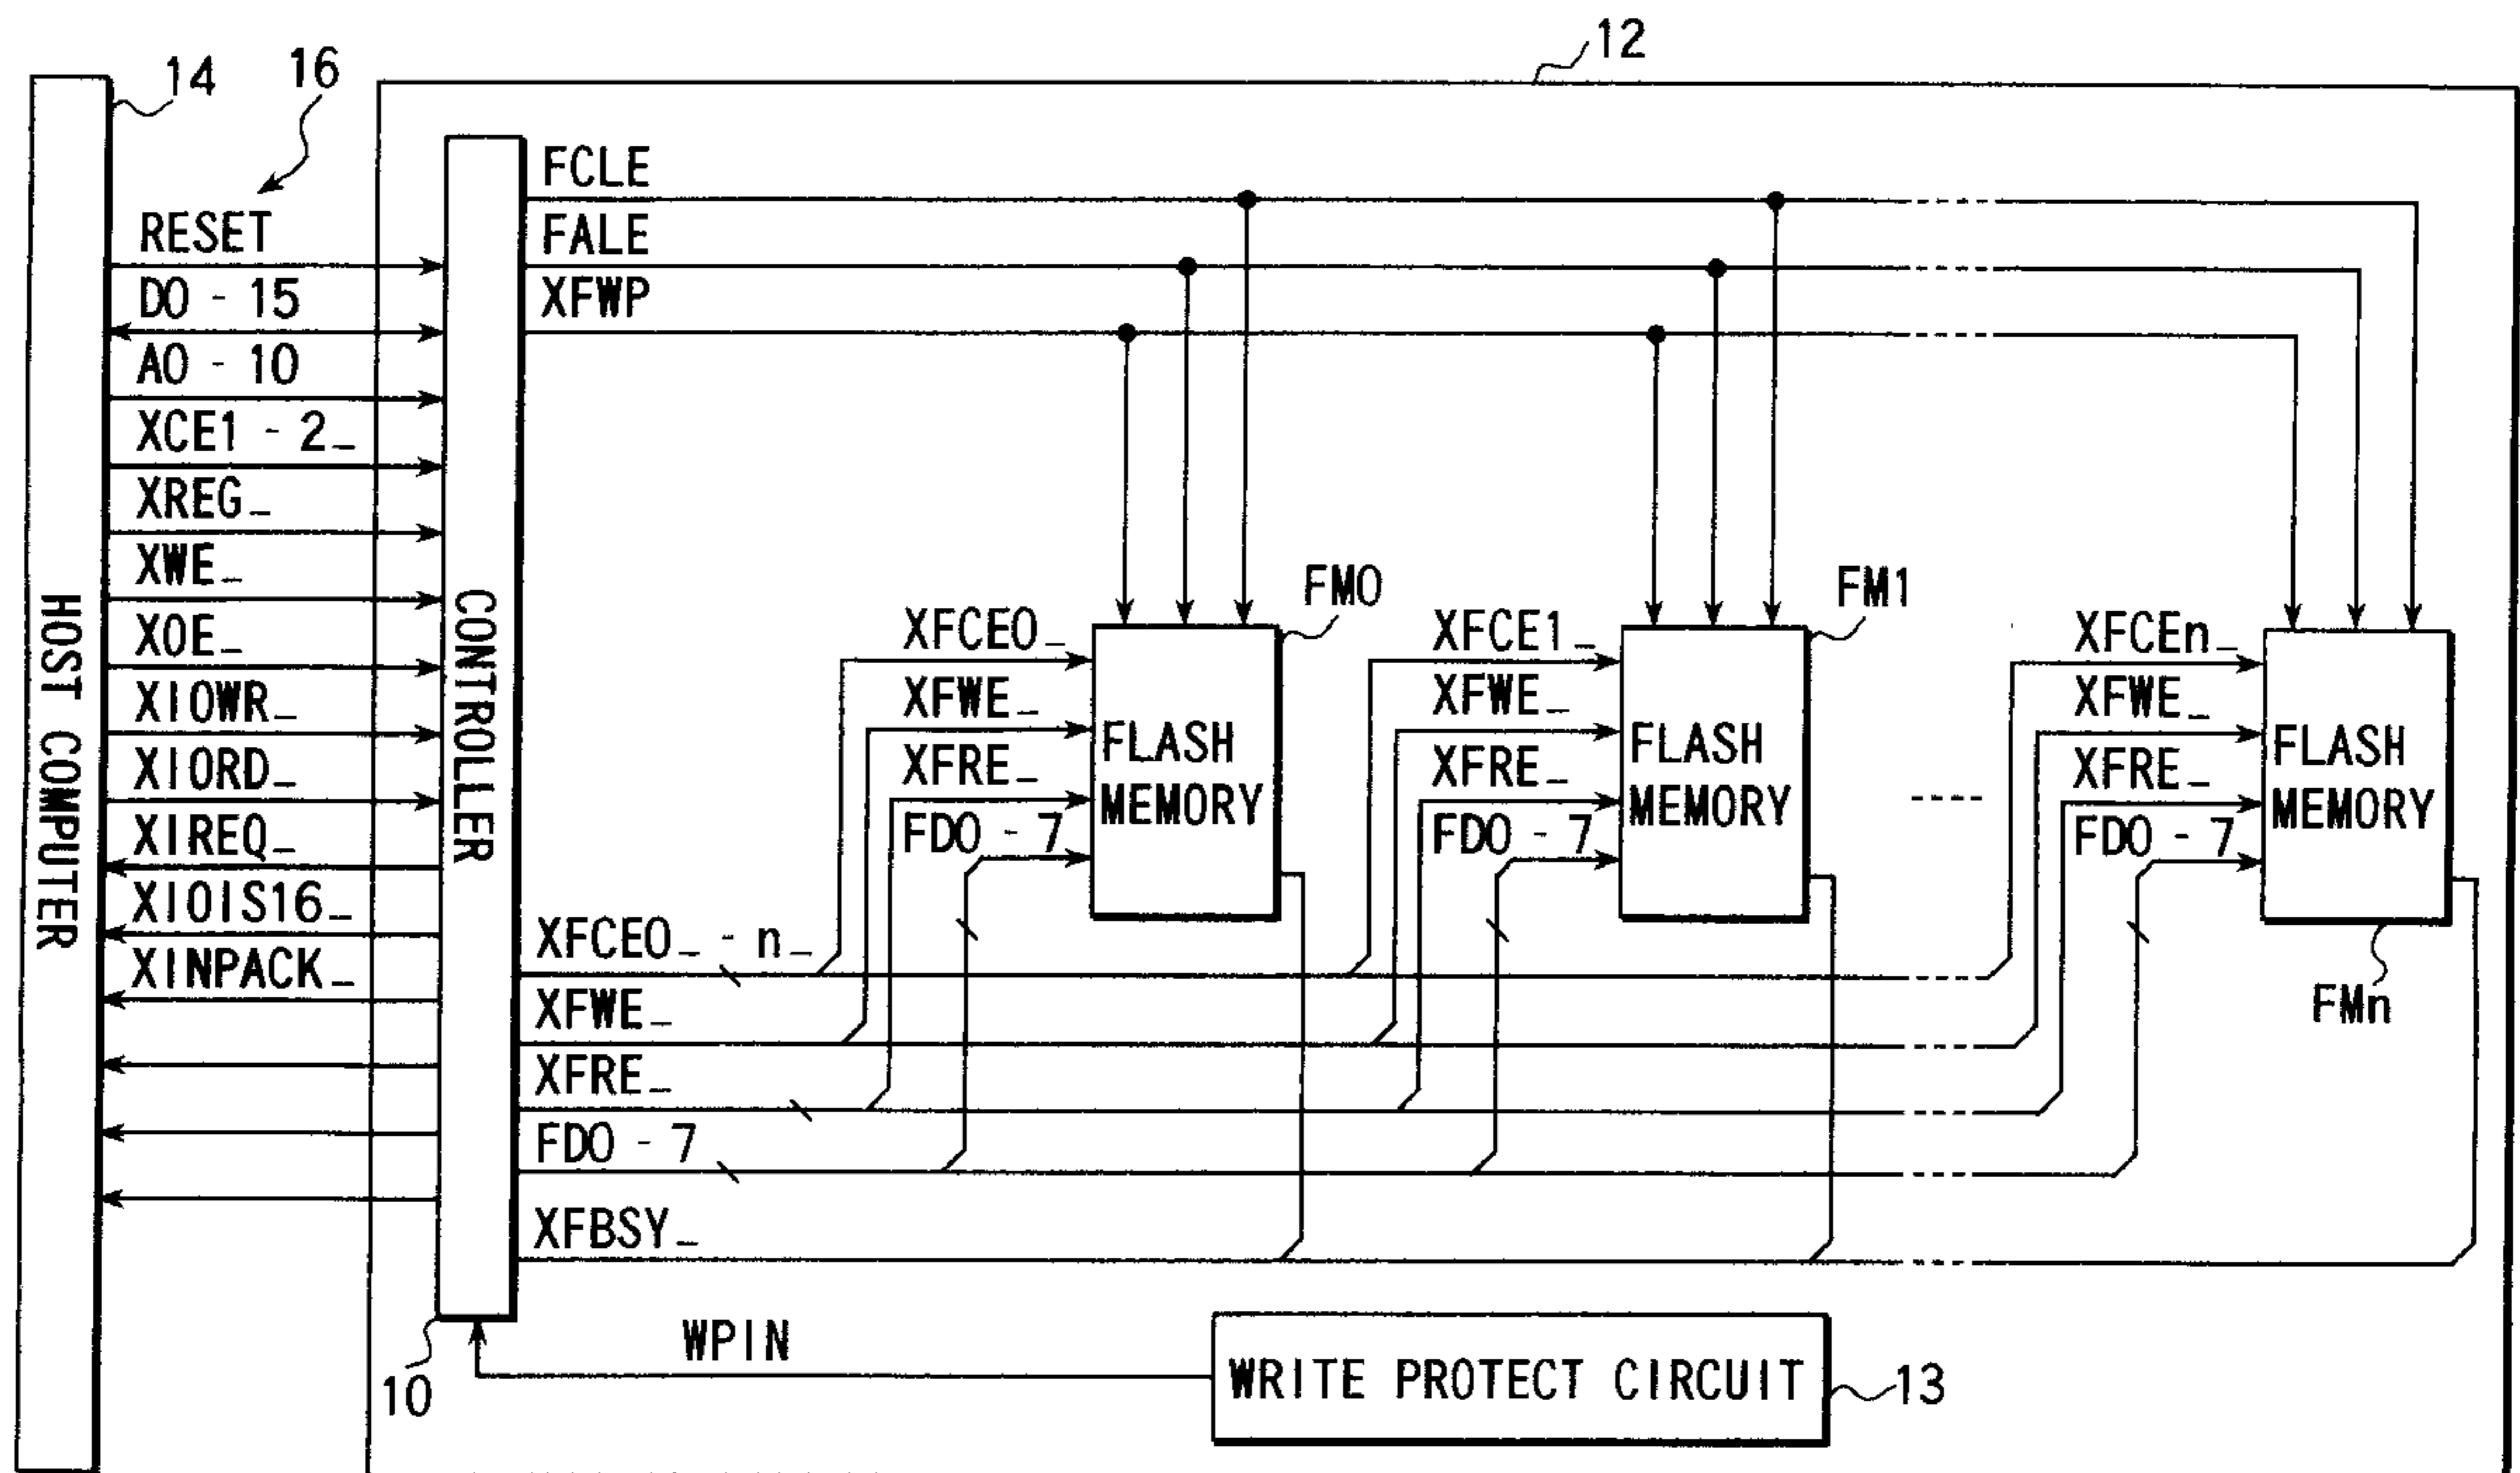 12
14
16
HOST COMPUTER
RESET
D0 - 15
A0 - 10
XCE1 - 2_
XREG_
XWE_
XOE_
XIOWR_
XIORD_
XIREQ_
XIOIS16_
XINPACK_
CONTROLLER
10
FCLE
FALE
XFWP
FM0
XFCE0_
XFWE_
XFRE_
FD0 - 7
FLASH
MEMORY
FM1
XFCE1_
XFWE_
XFRE_
FD0 - 7
FLASH
MEMORY
XFCEn_
XFWE_
XFRE_
FD0 - 7
FLASH
MEMORY
FMn
XFCE0_ - n_
XFWE_
XFRE_
FD0 - 7
XFBSY_
WPIN
WRITE PROTECT CIRCUIT
13